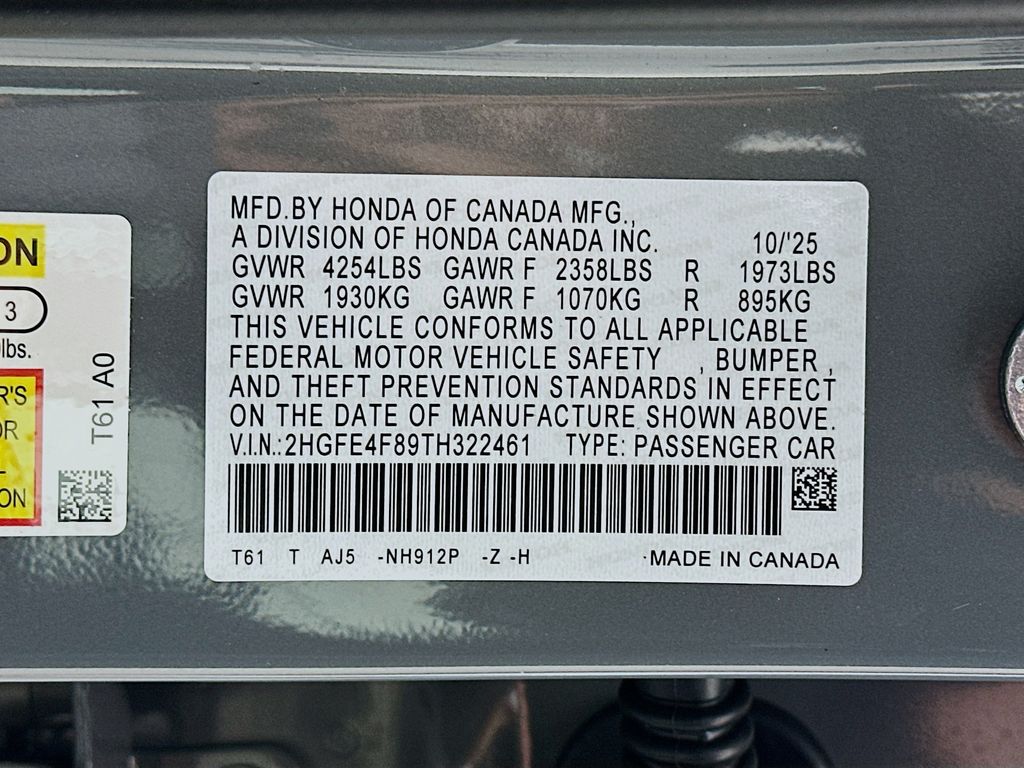 ON
3
lbs.
R'S
OR
ON
T61 A0
MFD.BY HONDA OF CANADA MFG.,
A DIVISION OF HONDA CANADA INC. 10/'25
GVWR 4254LBS GAWR F 2358LBS R 1973LBS
GVWR 1930KG GAWR F 1070KG R 895KG
THIS VEHICLE CONFORMS TO ALL APPLICABLE
FEDERAL MOTOR VEHICLE SAFETY , BUMPER ,
AND THEFT PREVENTION STANDARDS IN EFFECT
ON THE DATE OF MANUFACTURE SHOWN ABOVE.
V.I.N.:2HGFE4F89TH322461 TYPE: PASSENGER CAR
T61 T AJ5 -NH912P -Z -H ·MADE IN CANADA